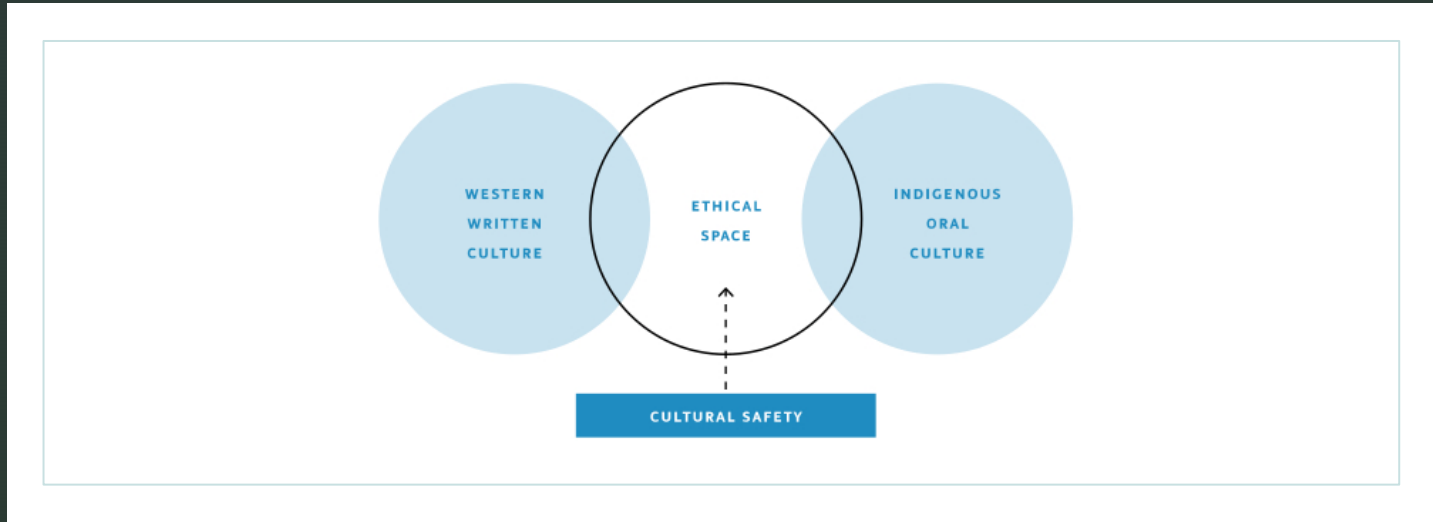 WESTERN
WRITTEN
CULTURE
ETHICAL
SPACE
INDIGENOUS
ORAL
CULTURE
CULTURAL SAFETY